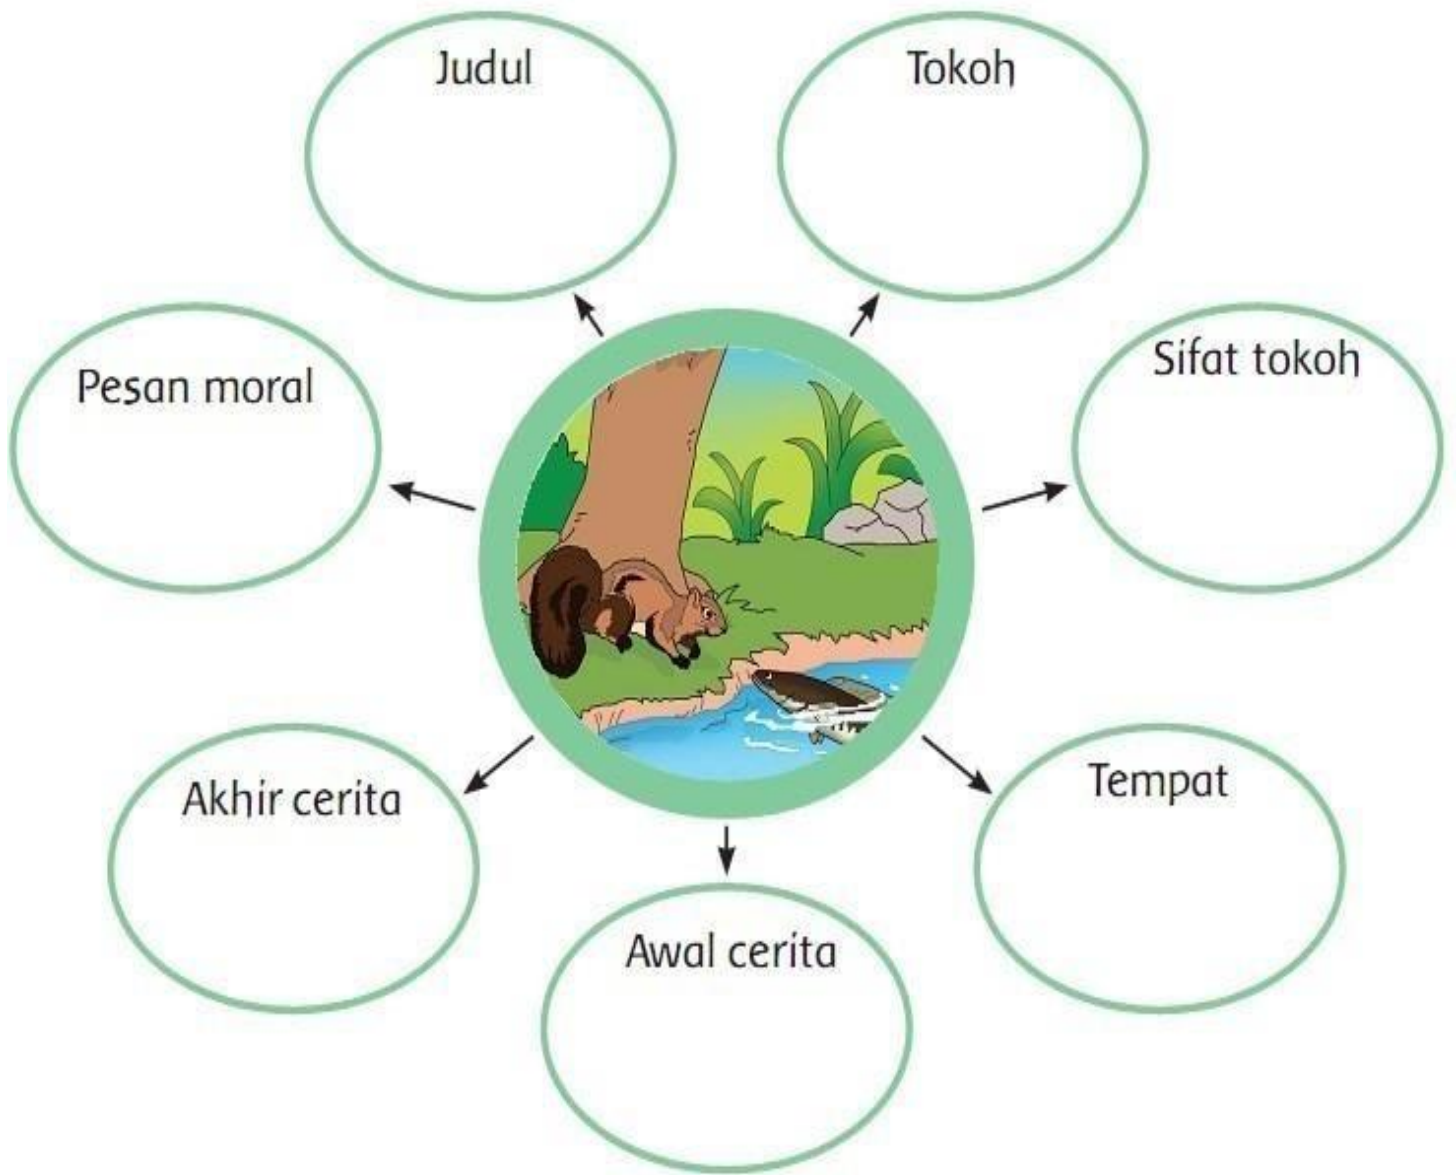 Judul
Tokoh
Pesan moral
Sifat tokoh
Akhir cerita
Tempat
Awal cerita